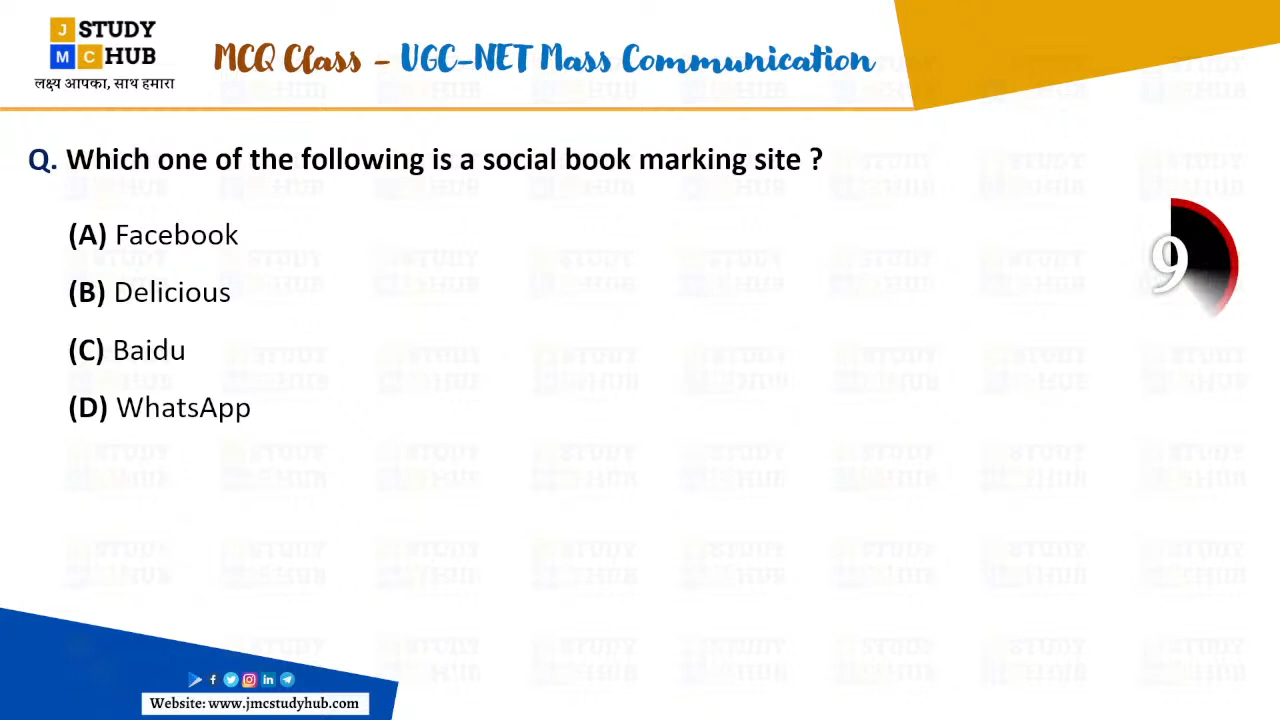 J STUDY
MC HUB
लक्ष्य आपका, साथ हमारा
MCQ Class - UGC-NET Mass Communication
Q. Which one of the following is a social book marking site ?
(A) Facebook
(B) Delicious
(C) Baidu
(D) WhatsApp
9
Website: www.jmcstudyhub.com